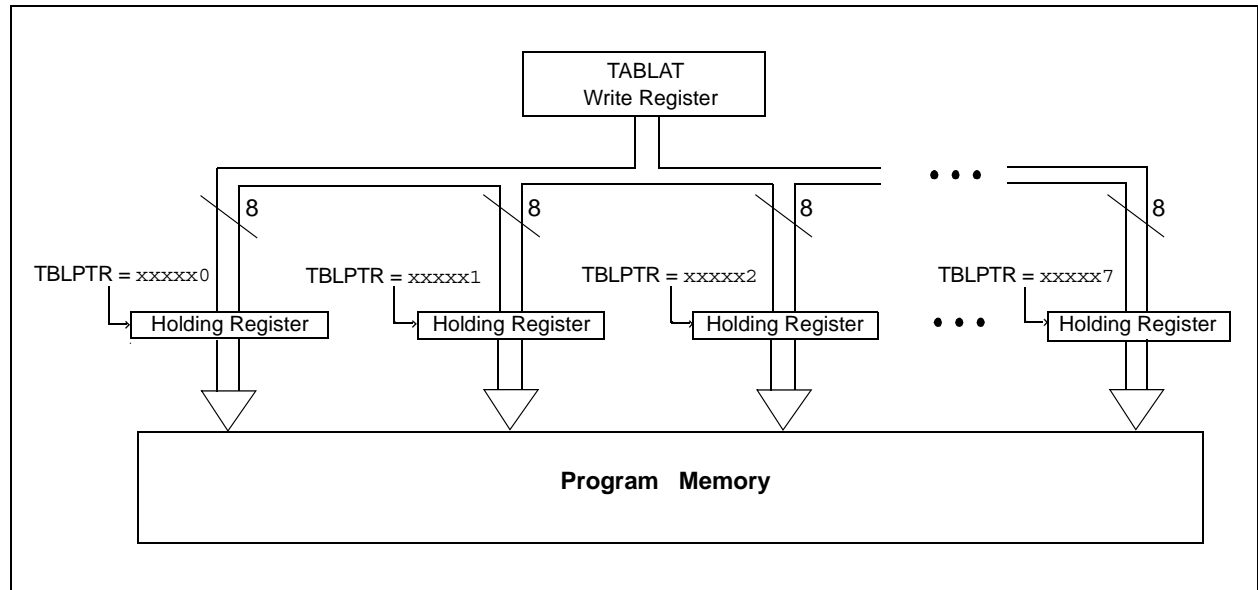 TABLAT
Write Register
• • •
8
8
8
8
TBLPTR = xxxxx0
TBLPTR = xxxxx1
TBLPTR = xxxxx2
TBLPTR = xxxxx7
Holding Register
Holding Register
Holding Register
• • •
Holding Register
Program Memory